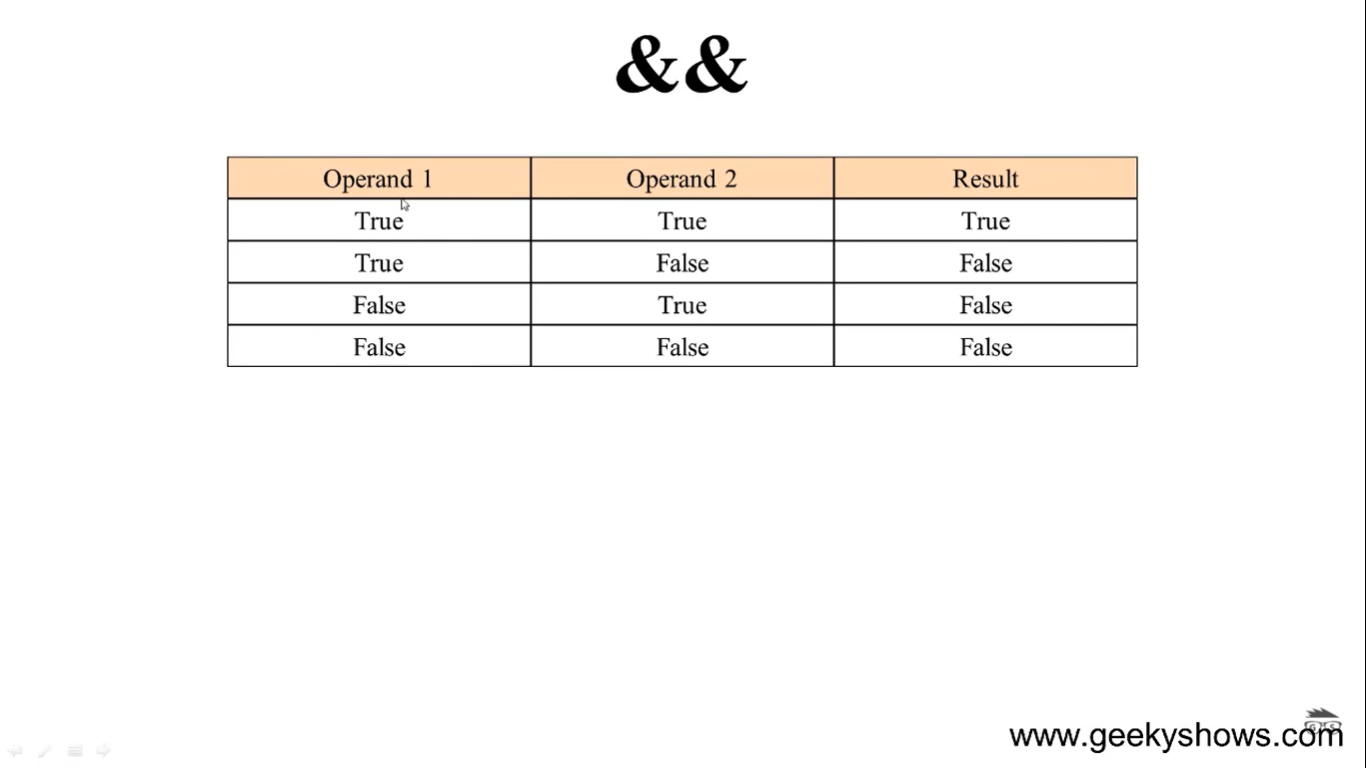 &&
Operand 1 Operand 2 Result
True True True
True False False
False True False
False False False
www.geekyshows.com